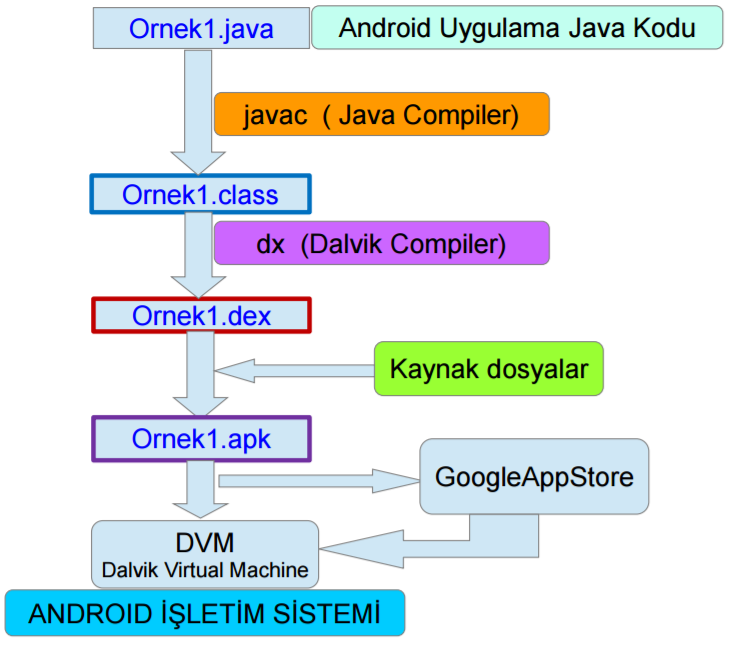 Ornek1.java
Android Uygulama Java Kodu
javac ( Java Compiler)
Ornek1.class
dx (Dalvik Compiler)
Ornek1.dex
Kaynak dosyalar
Ornek1.apk
GoogleAppStore
DVM
Dalvik Virtual Machine
ANDROID İŞLETİM SİSTEMİ